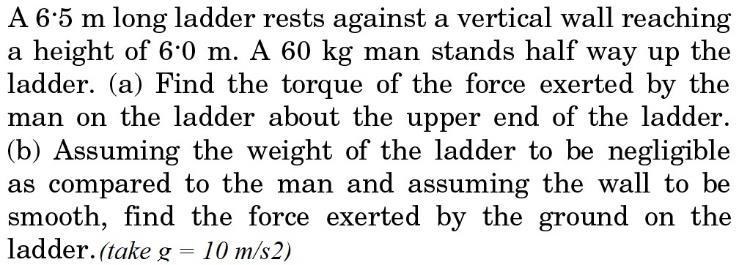 A 6·5 m long ladder rests against a vertical wall reaching
a height of 6·0 m. A 60 kg man stands half way up the
ladder. (a) Find the torque of the force exerted by the
man on the ladder about the upper end of the ladder.
(b) Assuming the weight of the ladder to be negligible
as compared to the man and assuming the wall to be
smooth, find the force exerted by the ground on the
ladder.(take g = 10 m/s2)